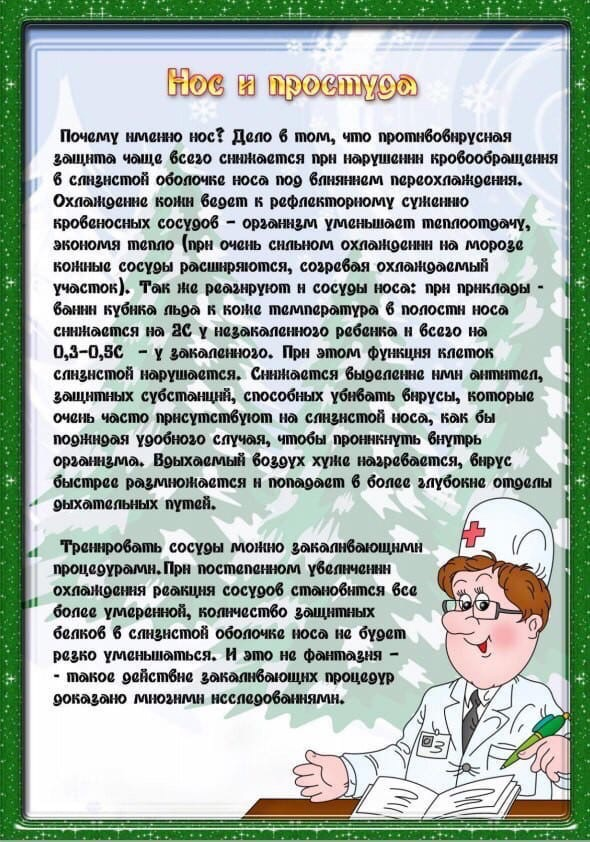 Нос и простуда
Почему именно нос? Дело в том, что противовирусная
защита чаще всего снижается при нарушении кровообращения
в слизистой оболочке носа под влиянием переохлаждения.
Охлаждение кожи ведет к рефлекторному сужению
кровеносных сосудов – организм уменьшает теплоотдачу,
экономя тепло (при очень сильном охлаждении на морозе
кожные сосуды расширяются, согревая охлаждаемый
участок). Так же реагируют и сосуды носа: при приклады -
вании кубика льда к коже температура в полости носа
снижается на 2С у незакаленного ребенка и всего на
0,3-0,5С – у закаленного. При этом функция клеток
слизистой нарушается. Снижается выделение ими антител,
защитных субстанций, способных убивать вирусы, которые
очень часто присутствуют на слизистой носа, как бы
поджидая удобного случая, чтобы проникнуть внутрь
организма. Вдыхаемый воздух хуже нагревается, вирус
быстрее размножается и попадает в более глубокие отделы
дыхательных путей.
Тренировать сосуды можно закаливающими
процедурами.При постепенном увеличении
охлаждения реакция сосудов становится все
более умеренной, количество защитных
белков в слизистой оболочке носа не будет
резко уменьшаться. И это не фантазия –
- такое действие закаливающих процедур
доказано многими исследованиями.